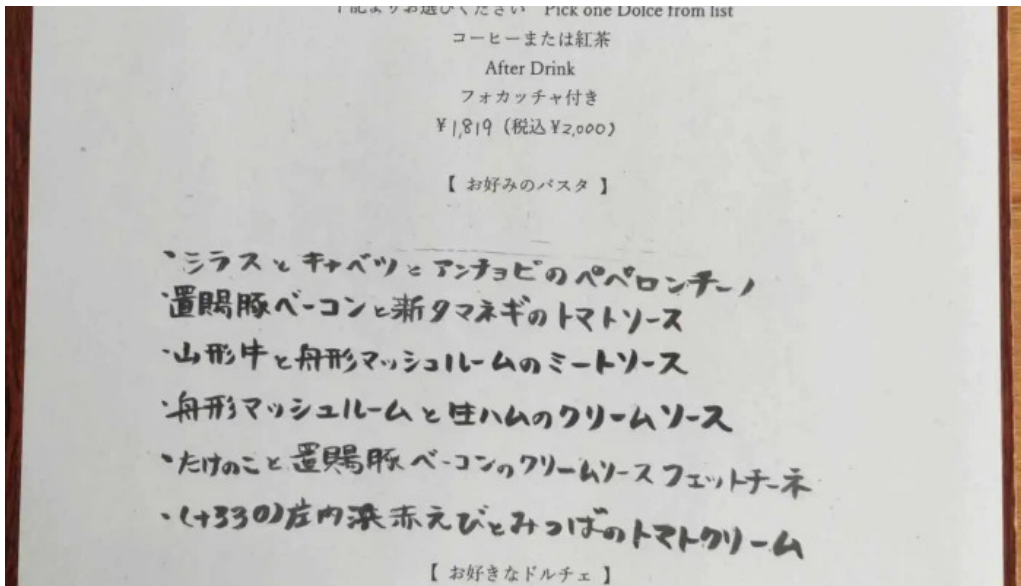 下記よりお選びください Pick one Dolce from list
コーヒーまたは紅茶
After Drink
フォカッチャ付き
¥1,819 (税込¥2,000)
【 お好みのパスタ 】
・シラスとキャベツとアンチョビのペペロンチーノ
・置賜豚ベーコンと新タマネギのトマトソース
・山形牛と舟形マッシュルームのミートソース
・舟形マッシュルームと生ハムのクリームソース
・たけのこと置賜豚ベーコンのクリームソースフェットチーネ
・(+330)庄内浜赤えびとみつばのトマトクリーム
【 お好きなドルチェ 】